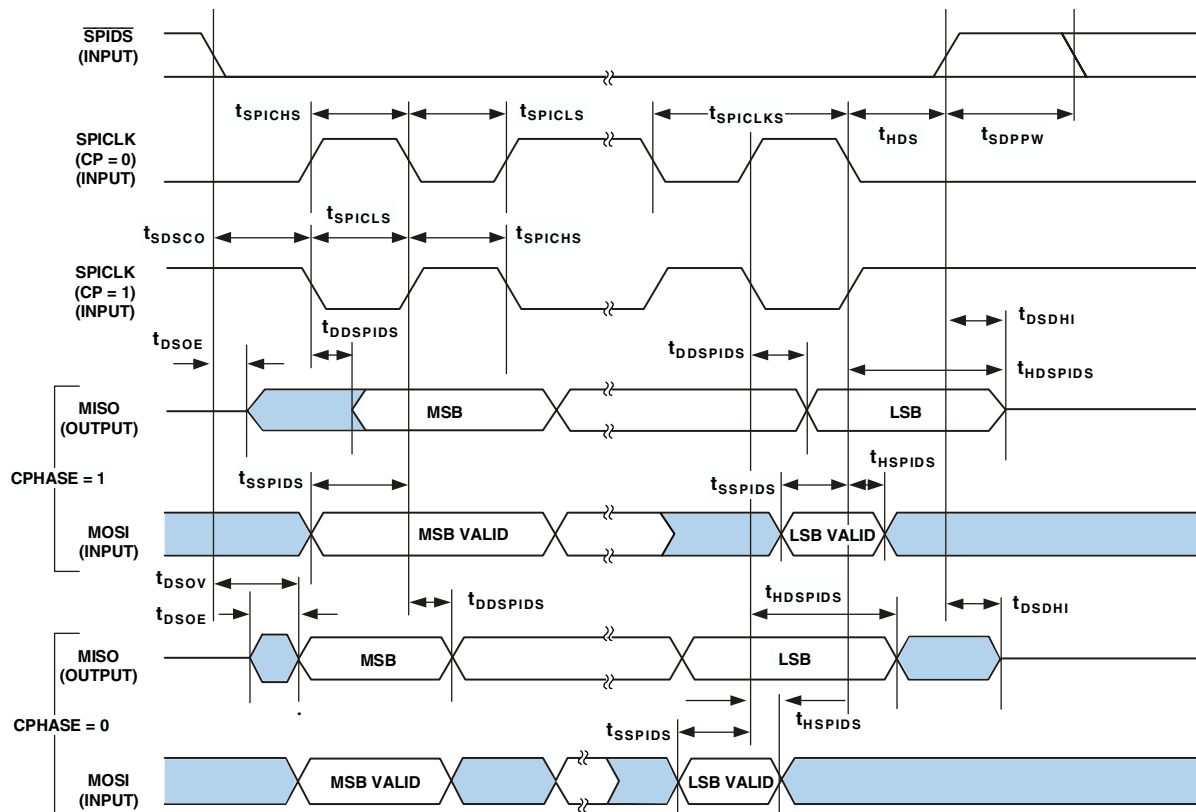 SPIDS
(INPUT)
tSPICHS
tSPICLS
tSPICLKS
tHDS
tSDPPW
SPICLK
(CP = 0)
(INPUT)
tSPICLS
tSDSCO
tSPICHS
SPICLK
(CP = 1)
(INPUT)
tDSOE
tDDSPIDS
tDDSPIDS
tDSDHI
tHDSPIDS
MISO
(OUTPUT)
MSB
LSB
CPHASE = 1
tSSPIDS
tSSPIDS
tHSPIDS
MOSI
(INPUT)
MSB VALID
LSB VALID
tDSOV
tDSOE
tDDSPIDS
tHDSPIDS
tDSDHI
MISO
(OUTPUT)
MSB
LSB
CPHASE = 0
tSSPIDS
tHSPIDS
MOSI
(INPUT)
MSB VALID
LSB VALID